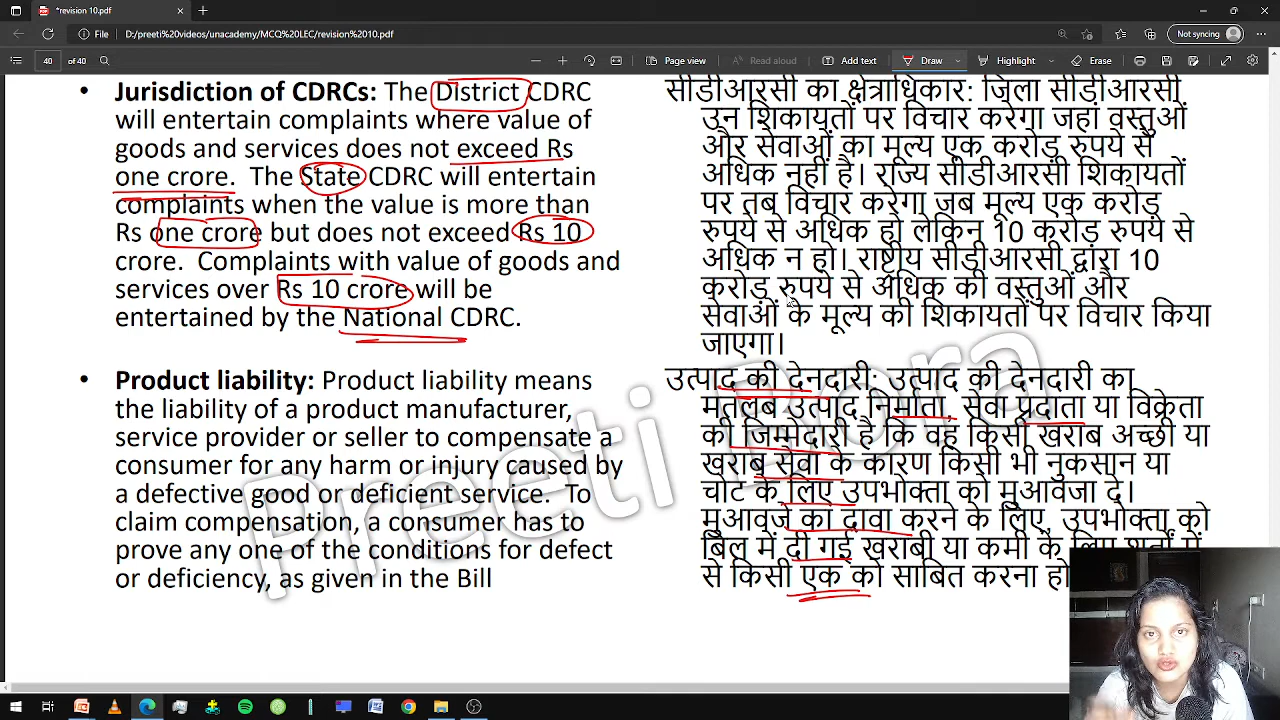 revision 10.pdf
File
D:/preeti%20videos/unacademy/MCQ%20LEC/revision%2010.pdf
Not syncing
40 of 40
Page view
Read aloud
Add text
Draw
Highlight
Erase
Jurisdiction of CDRCs: The District CDRC
will entertain complaints where value of
goods and services does not exceed Rs
one crore. The State CDRC will entertain
complaints when the value is more than
Rs one crore but does not exceed Rs 10
crore. Complaints with value of goods and
services over Rs 10 crore will be
entertained by the National CDRC.
Product liability: Product liability means
the liability of a product manufacturer,
service provider or seller to compensate a
consumer for any harm or injury caused by
a defective good or deficient service. To
claim compensation, a consumer has to
prove any one of the conditions for defect
or deficiency, as given in the Bill
सीडीआरसी का क्षेत्राधिकार: जिला सीडीआरसी
उन शिकायतों पर विचार करेगा जहां वस्तुओं
और सेवाओं का मूल्य एक करोड़ रुपये से
अधिक नहीं है। राज्य सीडीआरसी शिकायतों
पर तब विचार करेगा जब मूल्य एक करोड़
रुपये से अधिक हो लेकिन 10 करोड़ रुपये से
अधिक न हो। राष्ट्रीय सीडीआरसी द्वारा 10
करोड़ रुपये से अधिक की वस्तुओं और
सेवाओं के मूल्य की शिकायतों पर विचार किया
जाएगा।
उत्पाद की देनदारी: उत्पाद की देनदारी का
मतलब उत्पाद निर्माता, सेवा प्रदाता या विक्रेता
की जिम्मेदारी है कि वह किसी खराब अच्छी या
खराब सेवा के कारण किसी भी नुकसान या
चोट के लिए उपभोक्ता को मुआवजा दे।
मुआवजे का दावा करने के लिए, उपभोक्ता को
बिल में दी गई खराबी या कमी के लिए शर्तों में
से किसी एक को साबित करना हो
Preeti Bora